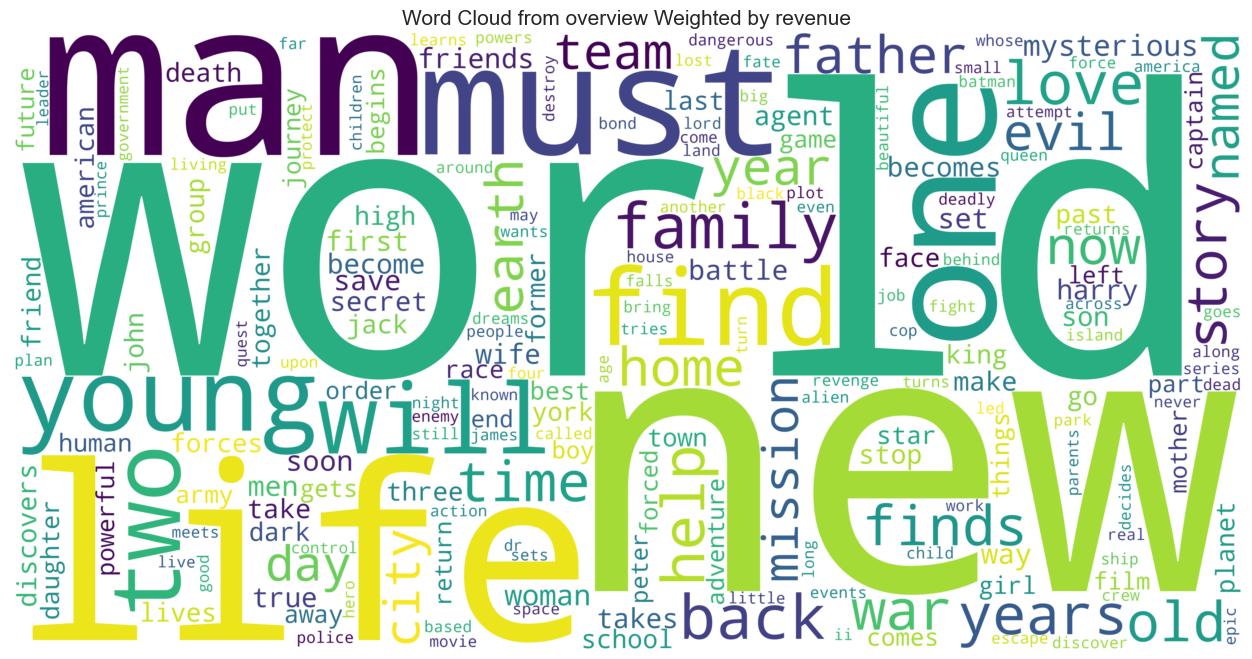 Word Cloud from overview Weighted by revenue
man
must
world
new
life
one
find
young
will
two
family
father
team
love
evil
named
mysterious
story
captain
year
agent
game
last
friends
death
far
learns
powers
dangerous
lost
fate
whose
small
force
america
batman
attempt
queen
becomes
deadly
set
beautiful
future
leader
government
put
children
begins
destroy
bond
lord
come
land
big
american
prince
living
journey
protect
group
around
earth
may
wants
black
plot
another
even
high
first
become
save
secret
jack
dreams
people
former
house
falls
bring
tries
battle
face
behind
past
returns
now
left
harry
across
son
island
job
fight
cop
king
goes
along
series
dead
friend
plan
john
quest
together
upon
wife
race
four
age
turn
home
revenge
alien
turns
make
led
part
never
go
park
order
night
known
enemy
end
still
james
best
york
called
boy
human
forces
soon
discovers
daughter
powerful
army
men
gets
take
dark
three
time
action
return
control
day
city
meets
live
good
lives
true
away
hero
police
based
movie
dr
sets
woman
space
town
forced
help
peter
adventure
mission
long
star
stop
finds
work
child
way
things
parents
decides
mother
real
planet
ship
film
crew
girl
little
events
takes
school
back
ii
war
comes
years
escape
discover
old
epic